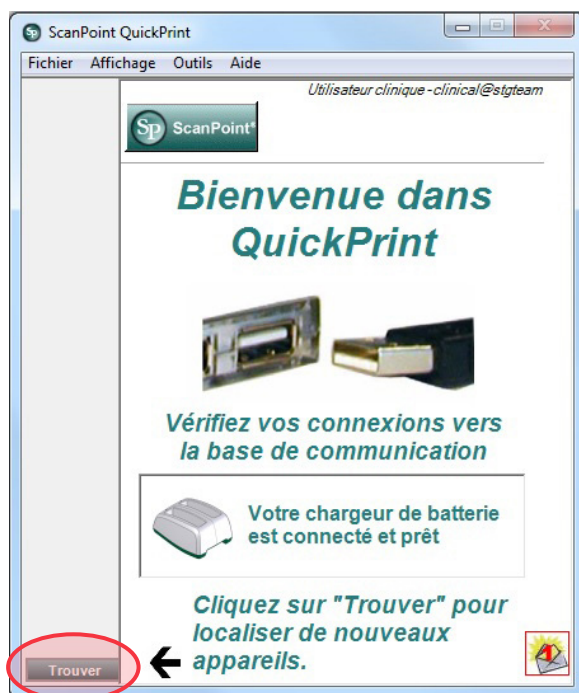 ScanPoint QuickPrint
Fichier Affichage Outils Aide
Utilisateur clinique - clinical@stgteam
Sp ScanPoint®
Bienvenue dans
QuickPrint
Vérifiez vos connexions vers
la base de communication
Votre chargeur de batterie
est connecté et prêt
Cliquez sur "Trouver" pour
localiser de nouveaux
appareils.
Trouver